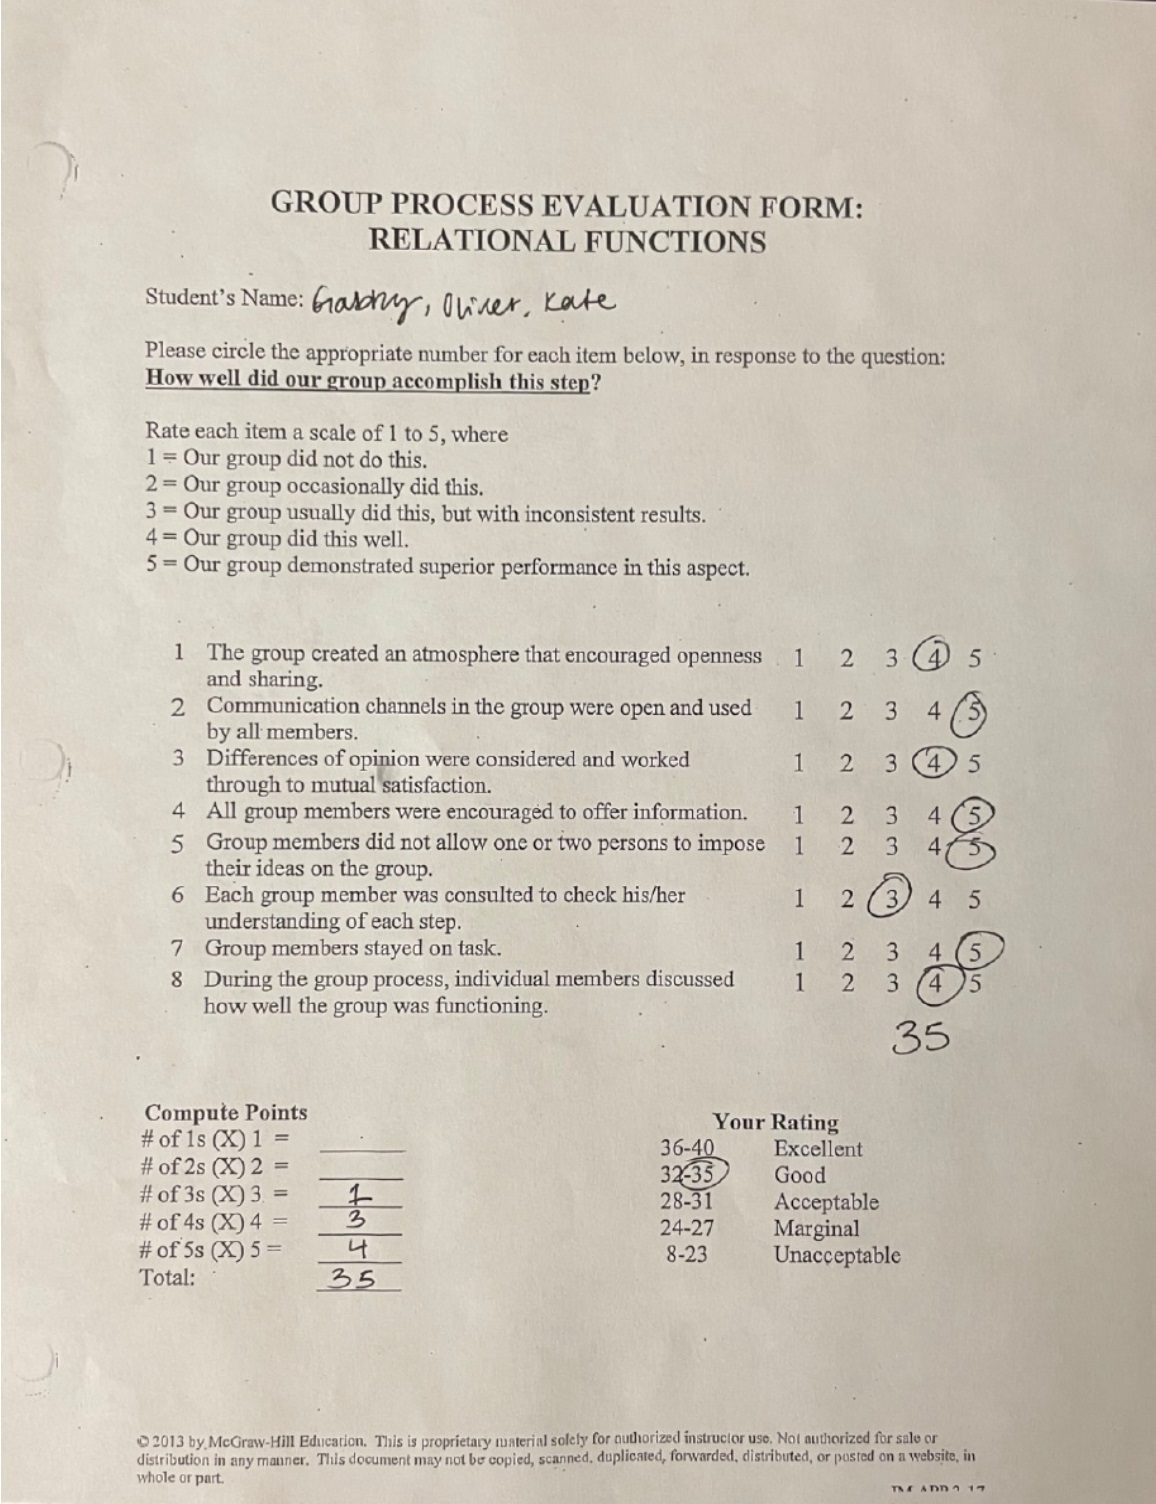 GROUP PROCESS EVALUATION FORM:
RELATIONAL FUNCTIONS
Student's Name: Gabby, Oliver, Kate
Please circle the appropriate number for each item below, in response to the question:
How well did our group accomplish this step?
Rate each item a scale of 1 to 5, where
1 = Our group did not do this.
2 = Our group occasionally did this.
3 = Our group usually did this, but with inconsistent results.
4 = Our group did this well.
5 = Our group demonstrated superior performance in this aspect.
1 The group created an atmosphere that encouraged openness 1 2 3 4 5
and sharing.
2 Communication channels in the group were open and used 1 2 3 4 5
by all members.
3 Differences of opinion were considered and worked 1 2 3 4 5
through to mutual satisfaction.
4 All group members were encouraged to offer information. 1 2 3 4 5
5 Group members did not allow one or two persons to impose 1 2 3 4 5
their ideas on the group.
6 Each group member was consulted to check his/her 1 2 3 4 5
understanding of each step.
7 Group members stayed on task. 1 2 3 4 5
8 During the group process, individual members discussed 1 2 3 4 5
how well the group was functioning.
35
Compute Points
# of 1s (X) 1 =
# of 2s (X) 2 =
# of 3s (X) 3 = 1
# of 4s (X) 4 = 3
# of 5s (X) 5 = 4
Total: 35
Your Rating
36-40 Excellent
32-35 Good
28-31 Acceptable
24-27 Marginal
8-23 Unacceptable
© 2013 by McGraw-Hill Education. This is proprietary material solely for authorized instructor use. Not authorized for sale or
distribution in any manner. This document may not be copied, scanned, duplicated, forwarded, distributed, or posted on a website, in
whole or part.